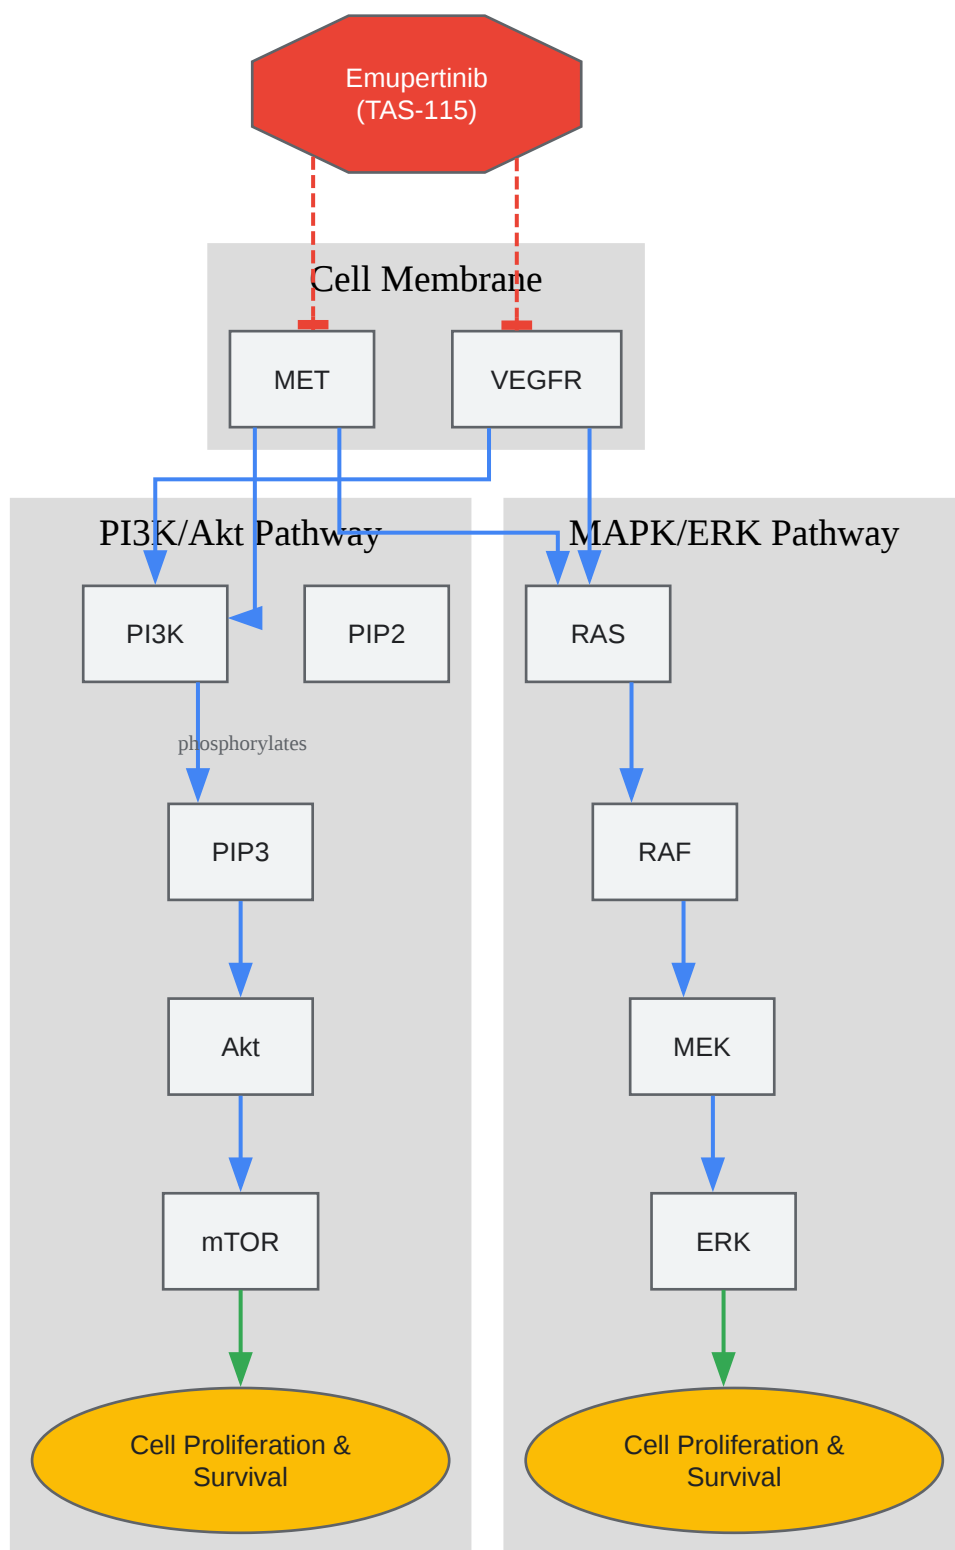 Emupertinib
(TAS-115)
Cell Membrane
MET
VEGFR
PI3K/Akt Pathway
MAPK/ERK Pathway
PI3K
PIP2
RAS
phosphorylates
PIP3
RAF
Akt
MEK
mTOR
ERK
Cell Proliferation &
Survival
Cell Proliferation &
Survival